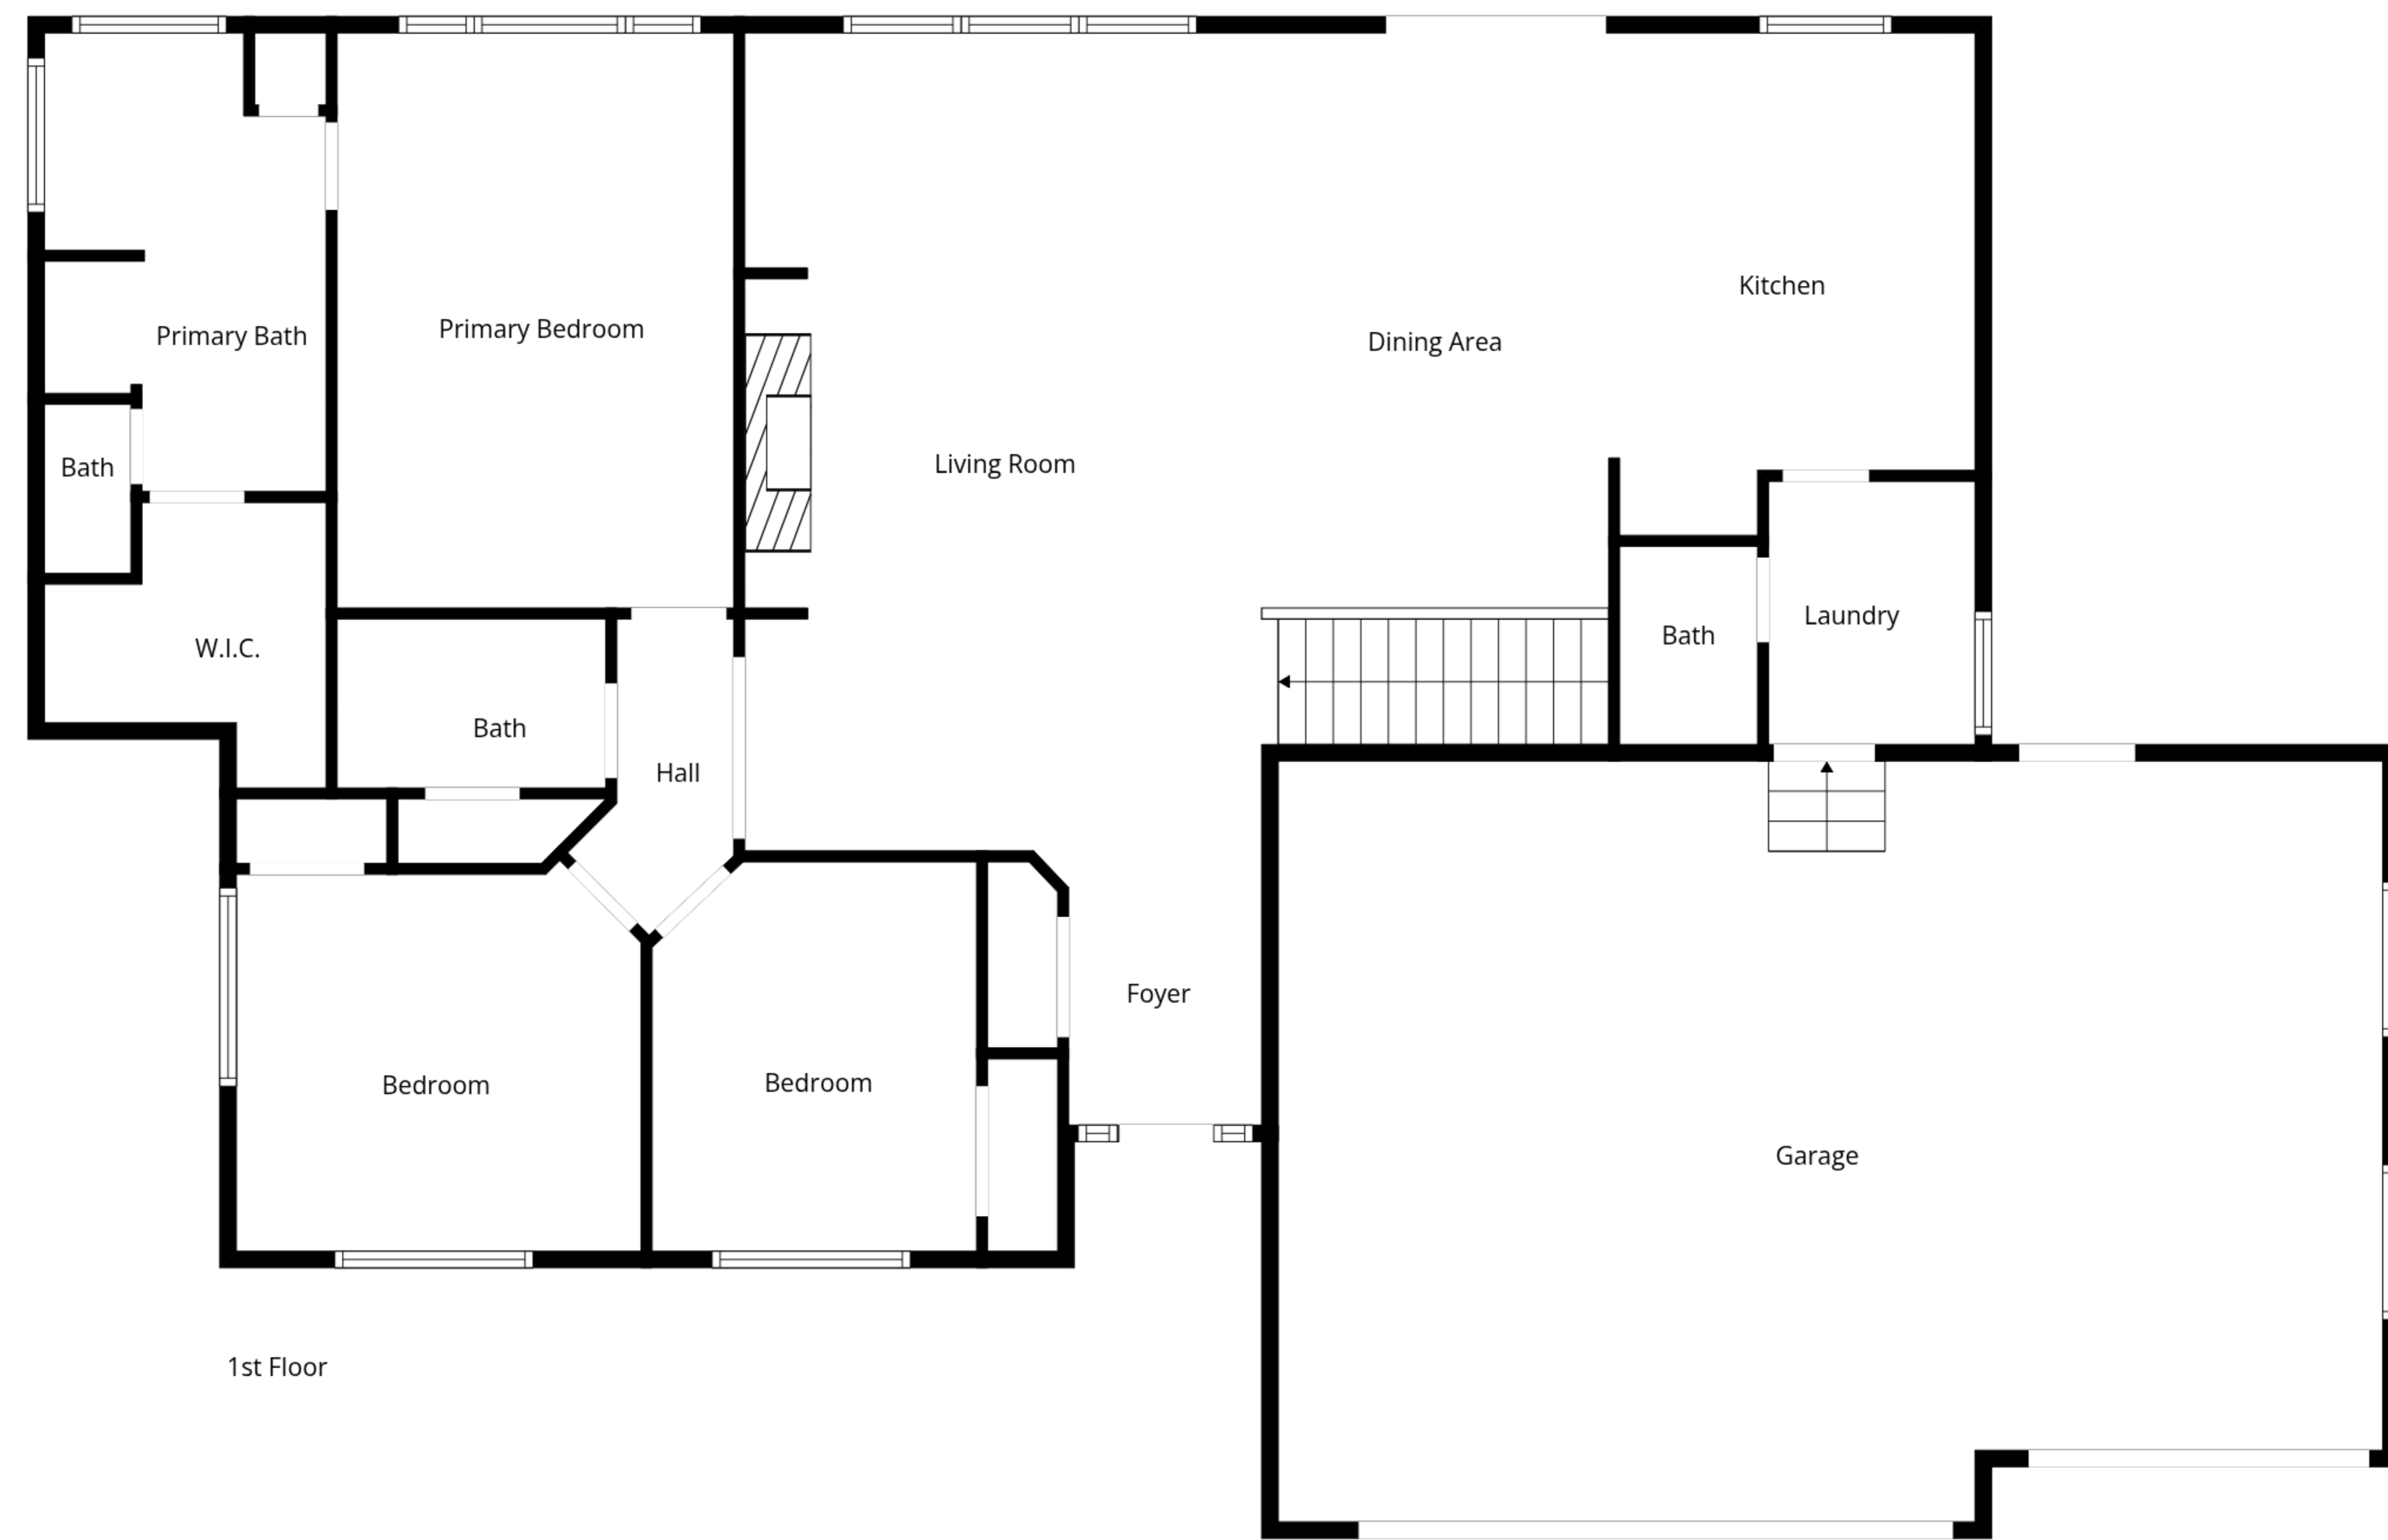 Kitchen
Primary Bedroom
Primary Bath
Dining Area
Living Room
Bath
Laundry
Bath
W.I.C.
Bath
Hall
Foyer
Bedroom
Bedroom
Garage
1st Floor